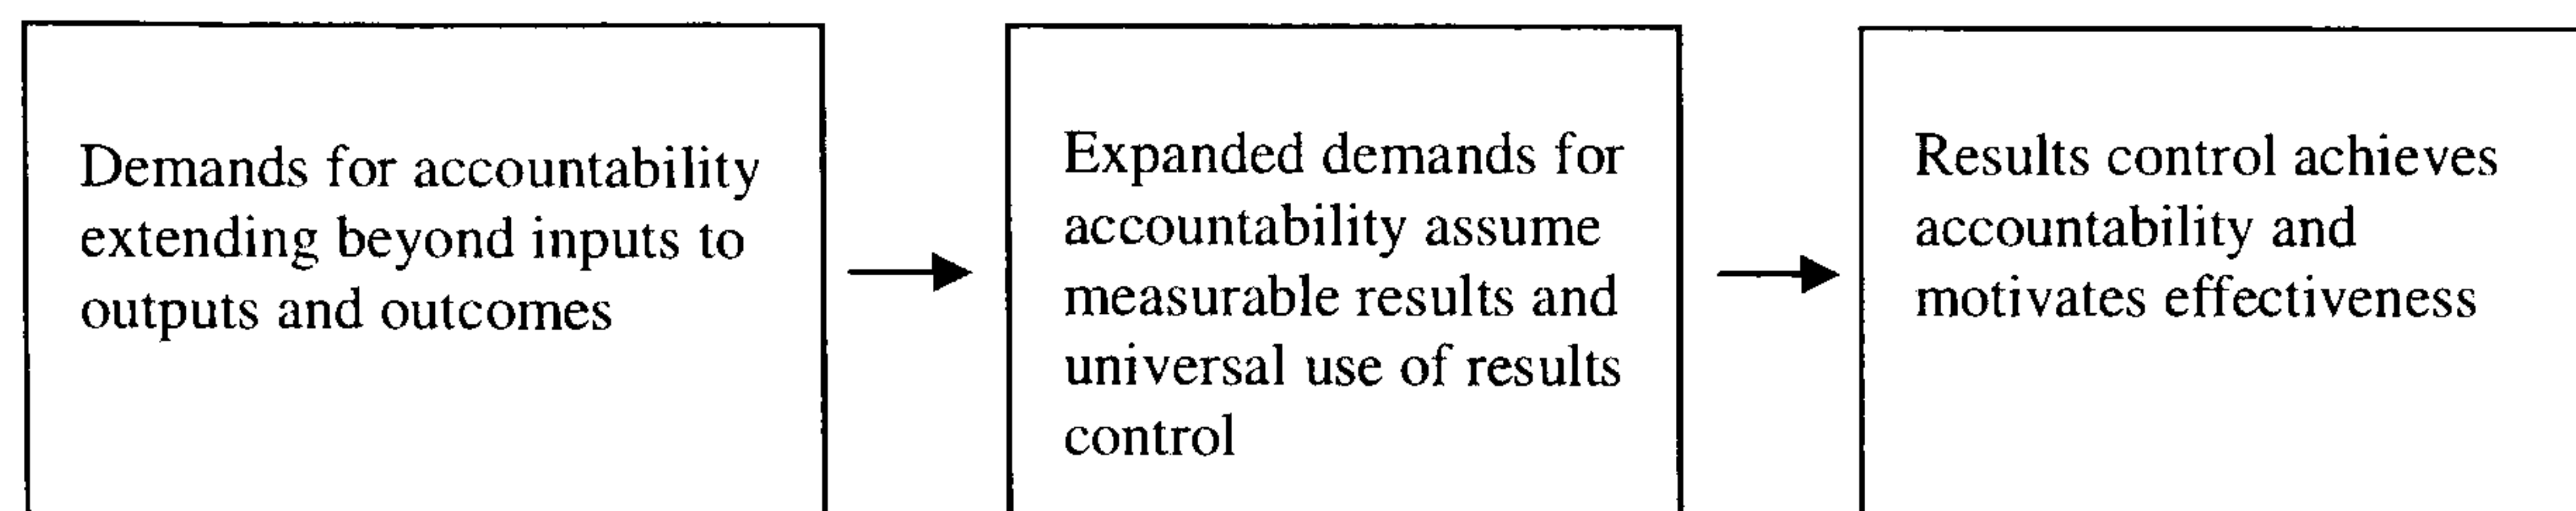 Demands for accountability
extending beyond inputs to
outputs and outcomes
Expanded demands for
accountability assume
measurable results and
universal use of results
control
Results control achieves
accountability and
motivates effectiveness